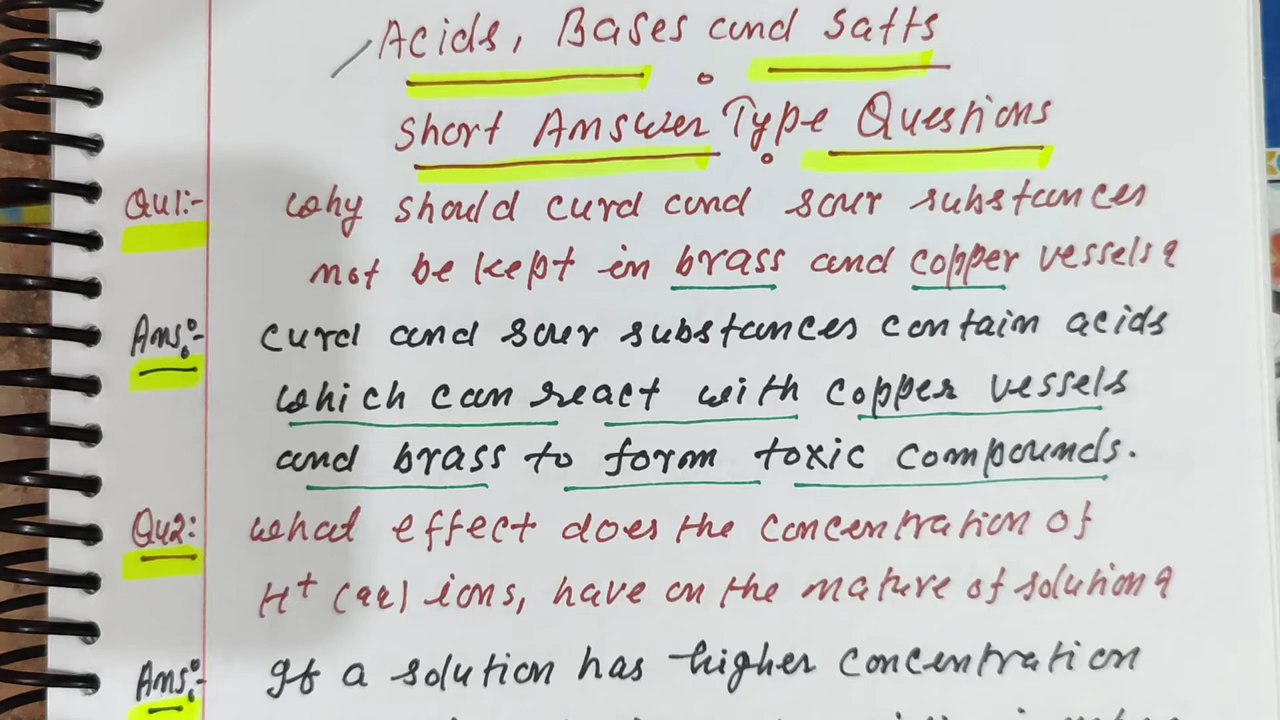 Acids, Bases and Salts
Short Answer Type Questions
Qu1:- Why should curd and sour substances
not be kept in brass and copper vessels?
Ans:- Curd and sour substances contain acids
which can react with copper vessels
and brass to form toxic compounds.
Qu2: What effect does the concentration of
H+ (aq) ions, have on the nature of solution?
Ans:- If a solution has higher concentration